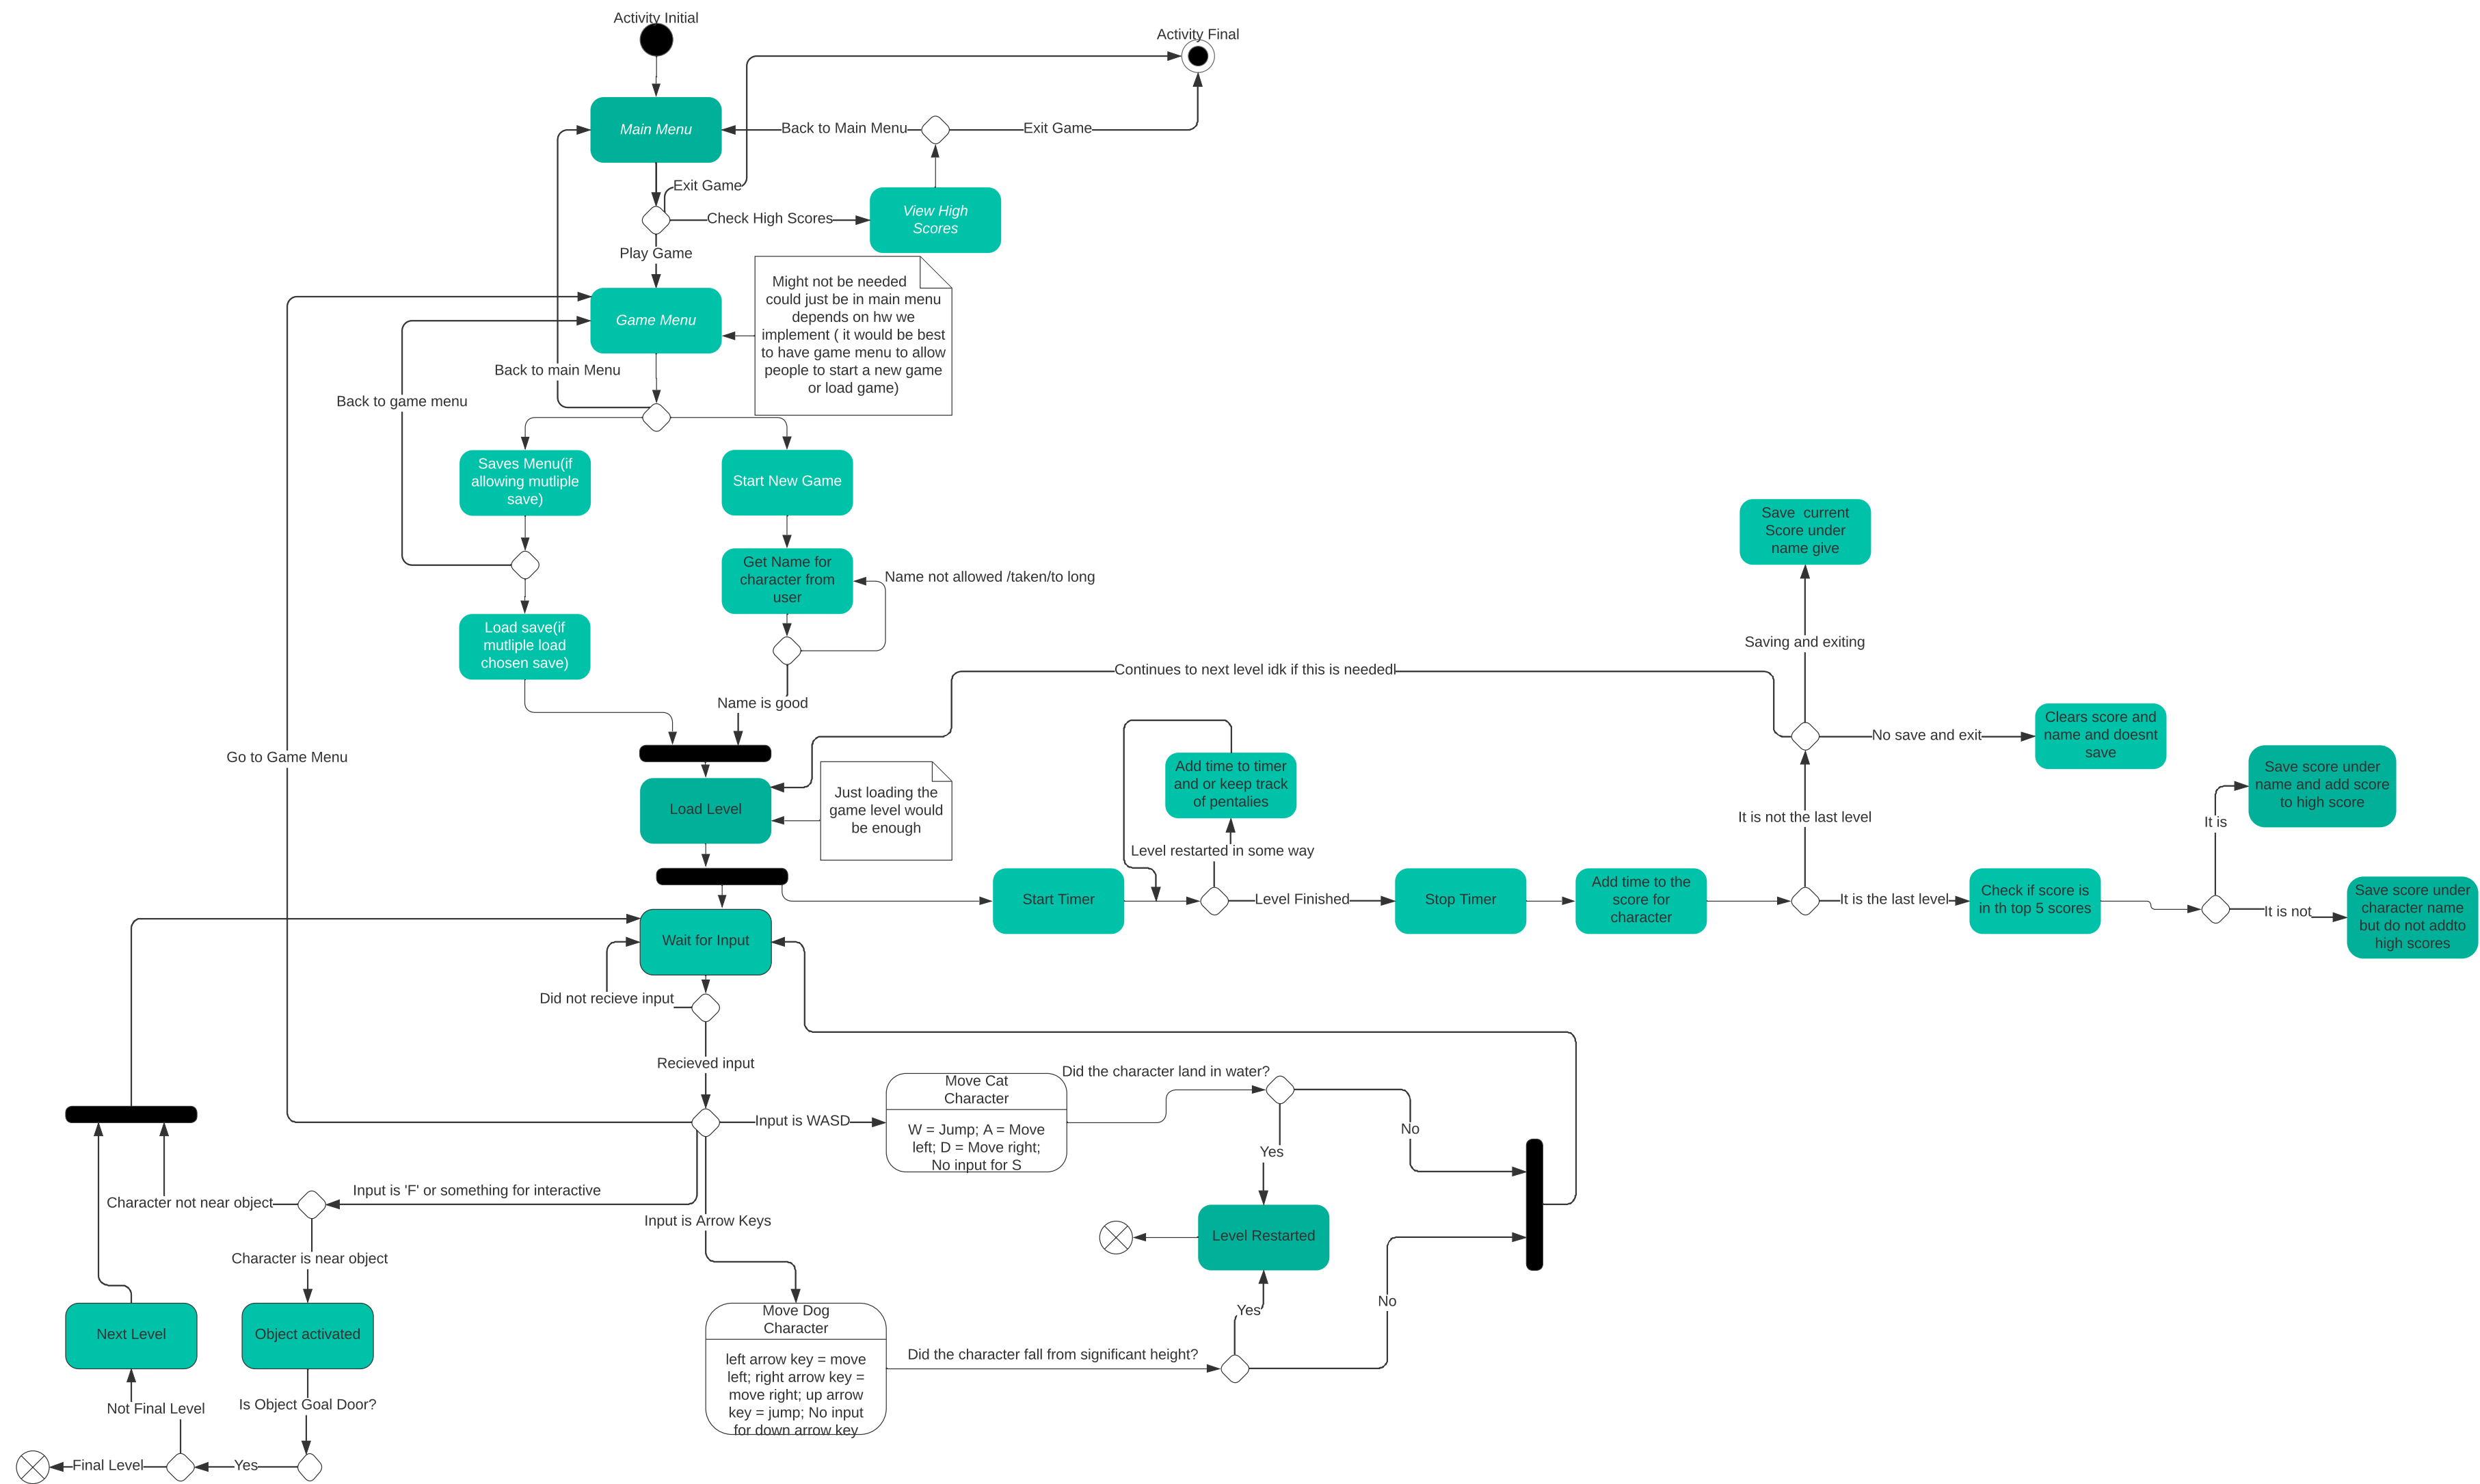 Activity Initial
Activity Final
Main Menu
Back to Main Menu
Exit Game
Exit Game
Check High Scores
View High
Scores
Play Game
Game Menu
Might not be needed
could just be in main menu
depends on hw we
implement ( it would be best
to have game menu to allow
people to start a new game
or load game)
Back to main Menu
Back to game menu
Saves Menu(if
allowing mutliple
save)
Start New Game
Get Name for
character from
user
Name not allowed /taken/to long
Load save(if
mutliple load
chosen save)
Name is good
Continues to next level idk if this is neededl
Save  current
Score under
name give
Saving and exiting
No save and exit
Clears score and
name and doesnt
save
Go to Game Menu
Load Level
Just loading the
game level would
be enough
Add time to timer
and or keep track
of pentalies
Level restarted in some way
It is not the last level
Save score under
name and add score
to high score
It is
Start Timer
Level Finished
Stop Timer
Add time to the
score for
character
It is the last level
Check if score is
in th top 5 scores
It is not
Save score under
character name
but do not addto
high scores
Wait for Input
Did not recieve input
Recieved input
Input is WASD
Move Cat
Character
W = Jump; A = Move
left; D = Move right;
No input for S
Did the character land in water?
No
Yes
Input is 'F' or something for interactive
Character not near object
Input is Arrow Keys
Level Restarted
Character is near object
Yes
No
Next Level
Object activated
Move Dog
Character
left arrow key = move
left; right arrow key =
move right; up arrow
key = jump; No input
for down arrow key
Did the character fall from significant height?
Not Final Level
Is Object Goal Door?
Final Level
Yes